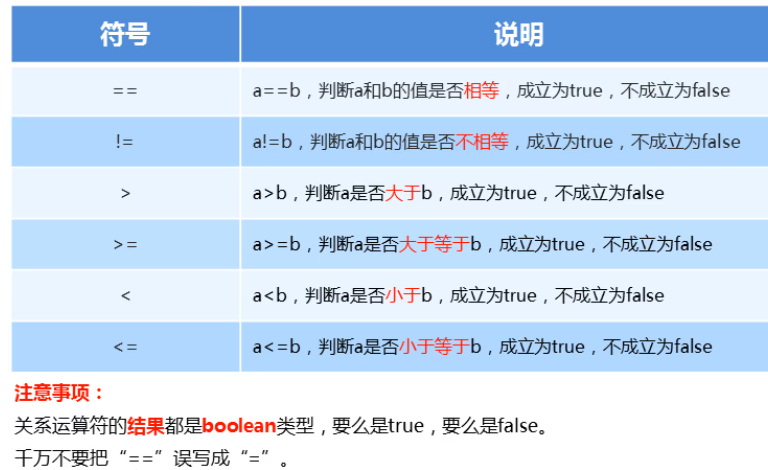 符号 说明
== a==b，判断a和b的值是否相等，成立为true，不成立为false
!= a!=b，判断a和b的值是否不相等，成立为true，不成立为false
> a>b，判断a是否大于b，成立为true，不成立为false
>= a>=b，判断a是否大于等于b，成立为true，不成立为false
< a<b，判断a是否小于b，成立为true，不成立为false
<= a<=b，判断a是否小于等于b，成立为true，不成立为false
注意事项：
关系运算符的结果都是boolean类型，要么是true，要么是false。
千万不要把“==”误写成“=”。